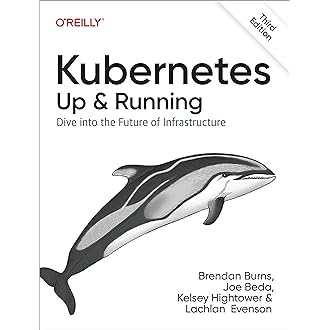 O'REILLY®
Third
Edition
Kubernetes
Up & Running
Dive into the Future of Infrastructure
Brendan Burns,
Joe Beda,
Kelsey Hightower &
Lachlan Evenson